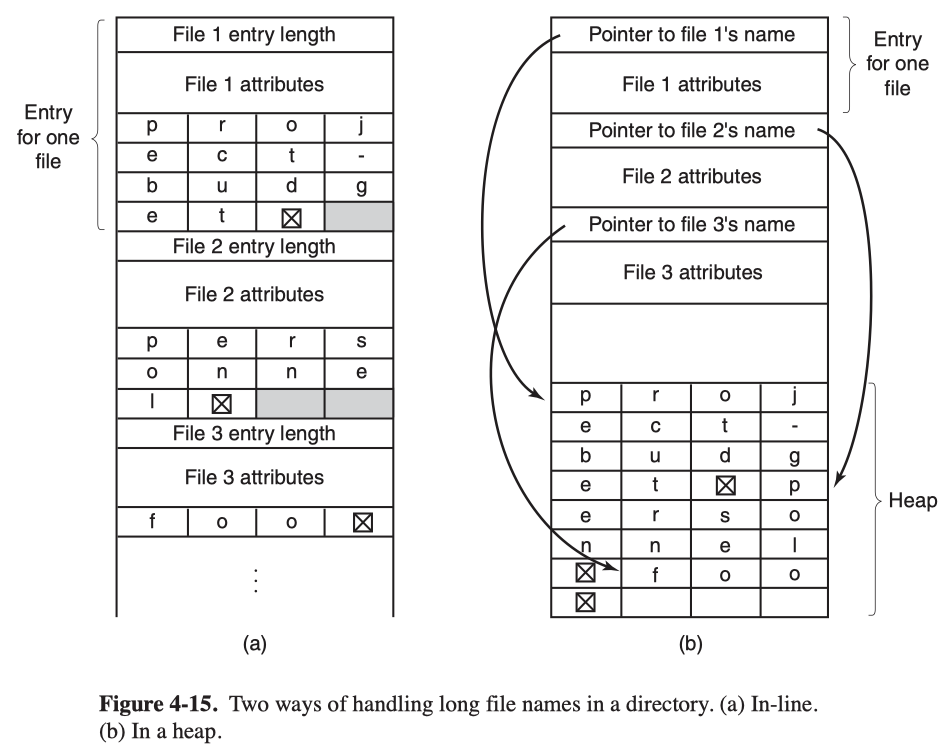 File 1 entry length
File 1 attributes
p r o j
e c t -
b u d g
e t
File 2 entry length
File 2 attributes
p e r s
o n n e
l
File 3 entry length
File 3 attributes
f o o
⋮
Entry
for one
file
(a)
Pointer to file 1's name
File 1 attributes
Pointer to file 2's name
File 2 attributes
Pointer to file 3's name
File 3 attributes
p r o j
e c t -
b u d g
e t p
e r s o
n n e l
f o o
Entry
for one
file
Heap
(b)
Figure 4-15. Two ways of handling long file names in a directory. (a) In-line.
(b) In a heap.